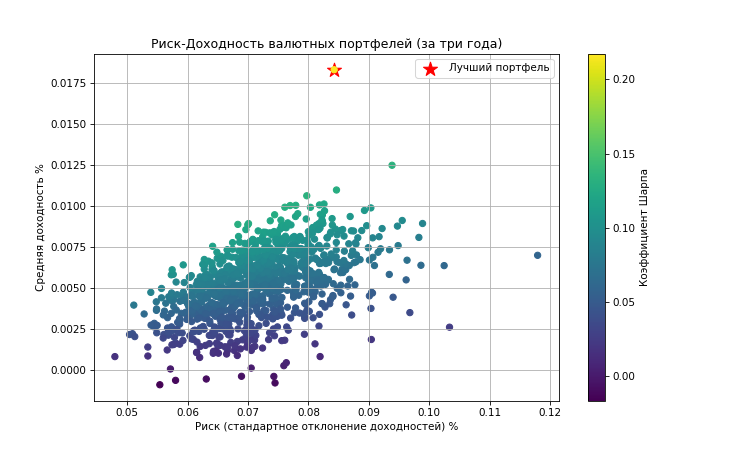 Риск-Доходность валютных портфелей (за три года)
Лучший портфель
Средняя доходность %
0.0175
0.0150
0.0125
0.0100
0.0075
0.0050
0.0025
0.0000
0.05 0.06 0.07 0.08 0.09 0.10 0.11 0.12
Риск (стандартное отклонение доходностей) %
0.20
0.15
0.10
0.05
0.00
Коэффициент Шарпа